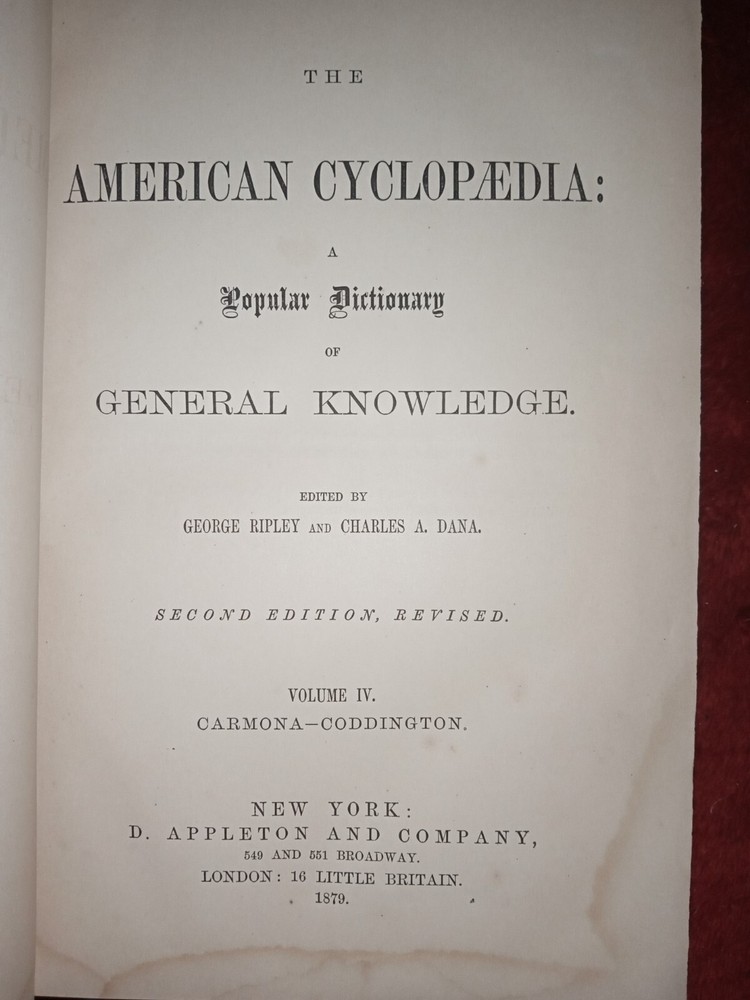 THE
AMERICAN CYCLOPÆDIA:
A
Popular Dictionary
OF
GENERAL KNOWLEDGE.
EDITED BY
GEORGE RIPLEY AND CHARLES A. DANA.
SECOND EDITION, REVISED.
VOLUME IV.
CARMONA–CODDINGTON.
NEW YORK:
D. APPLETON AND COMPANY,
549 AND 551 BROADWAY.
LONDON: 16 LITTLE BRITAIN.
1879.